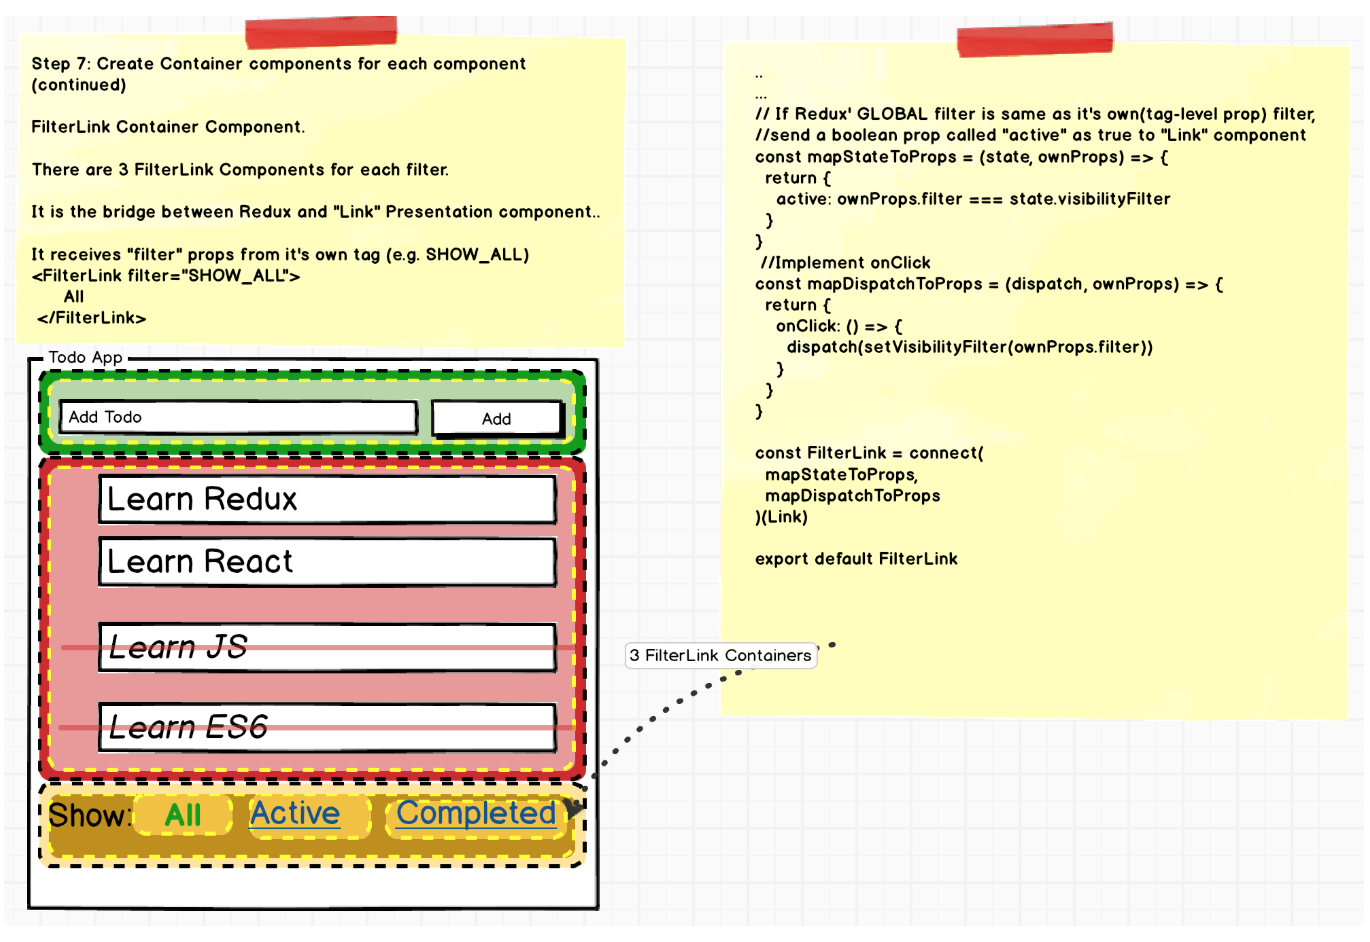 Step 7: Create Container components for each component
(continued)
FilterLink Container Component.
There are 3 FilterLink Components for each filter.
It is the bridge between Redux and "Link" Presentation component..
It receives "filter" props from it's own tag (e.g. SHOW_ALL)
<FilterLink filter="SHOW_ALL">
All
</FilterLink>
..
...
// If Redux' GLOBAL filter is same as it's own(tag-level prop) filter,
//send a boolean prop called "active" as true to "Link" component
const mapStateToProps = (state, ownProps) => {
return {
active: ownProps.filter === state.visibilityFilter
}
}
//Implement onClick
const mapDispatchToProps = (dispatch, ownProps) => {
return {
onClick: () => {
dispatch(setVisibilityFilter(ownProps.filter))
}
}
}
const FilterLink = connect(
mapStateToProps,
mapDispatchToProps
)(Link)
export default FilterLink
Todo App
Add Todo
Add
Learn Redux
Learn React
Learn JS
Learn ES6
Show: All Active Completed
3 FilterLink Containers